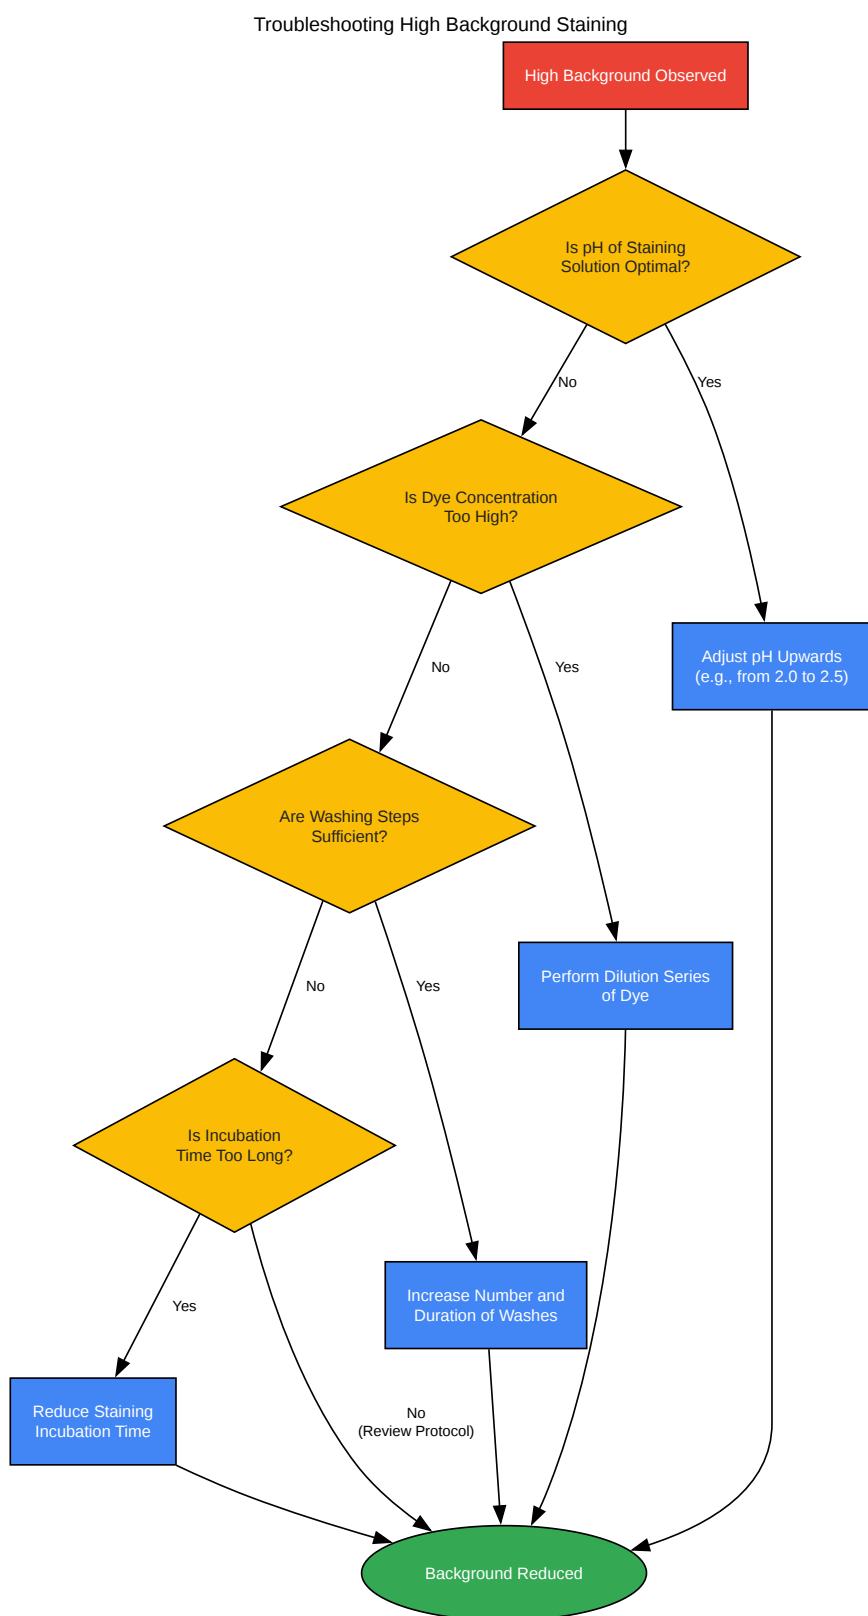 Troubleshooting High Background Staining
High Background Observed
Is pH of Staining
Solution Optimal?
No
Yes
Is Dye Concentration
Too High?
No
Yes
Adjust pH Upwards
(e.g., from 2.0 to 2.5)
Are Washing Steps
Sufficient?
No
Yes
Perform Dilution Series
of Dye
Is Incubation
Time Too Long?
Yes
Increase Number and
Duration of Washes
No
(Review Protocol)
Reduce Staining
Incubation Time
Background Reduced